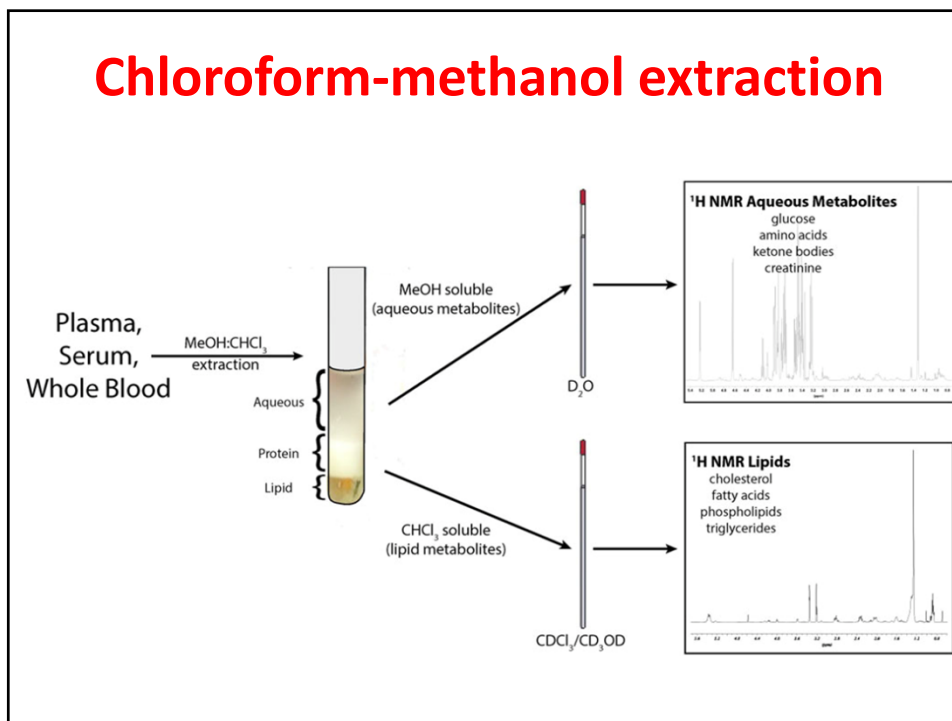 Chloroform-methanol extraction
Plasma,
Serum,
Whole Blood
MeOH:CHCl₃
extraction
Aqueous
Protein
Lipid
MeOH soluble
(aqueous metabolites)
D₂O
¹H NMR Aqueous Metabolites
glucose
amino acids
ketone bodies
creatinine
CHCl₃ soluble
(lipid metabolites)
CDCl₃/CD₃OD
¹H NMR Lipids
cholesterol
fatty acids
phospholipids
triglycerides